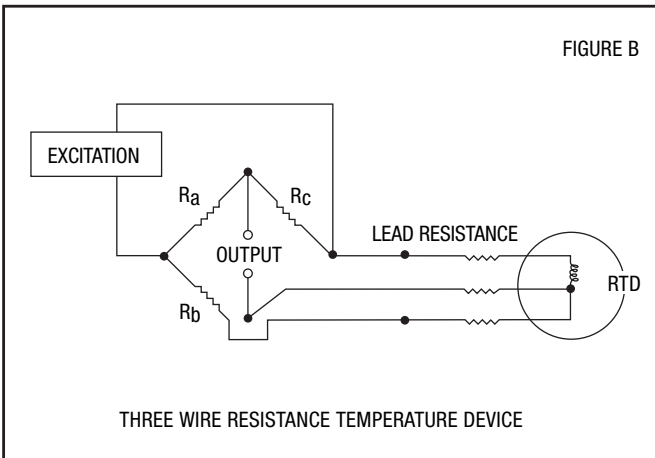 FIGURE B
EXCITATION
Ra
Rc
OUTPUT
LEAD RESISTANCE
RTD
Rb
THREE WIRE RESISTANCE TEMPERATURE DEVICE